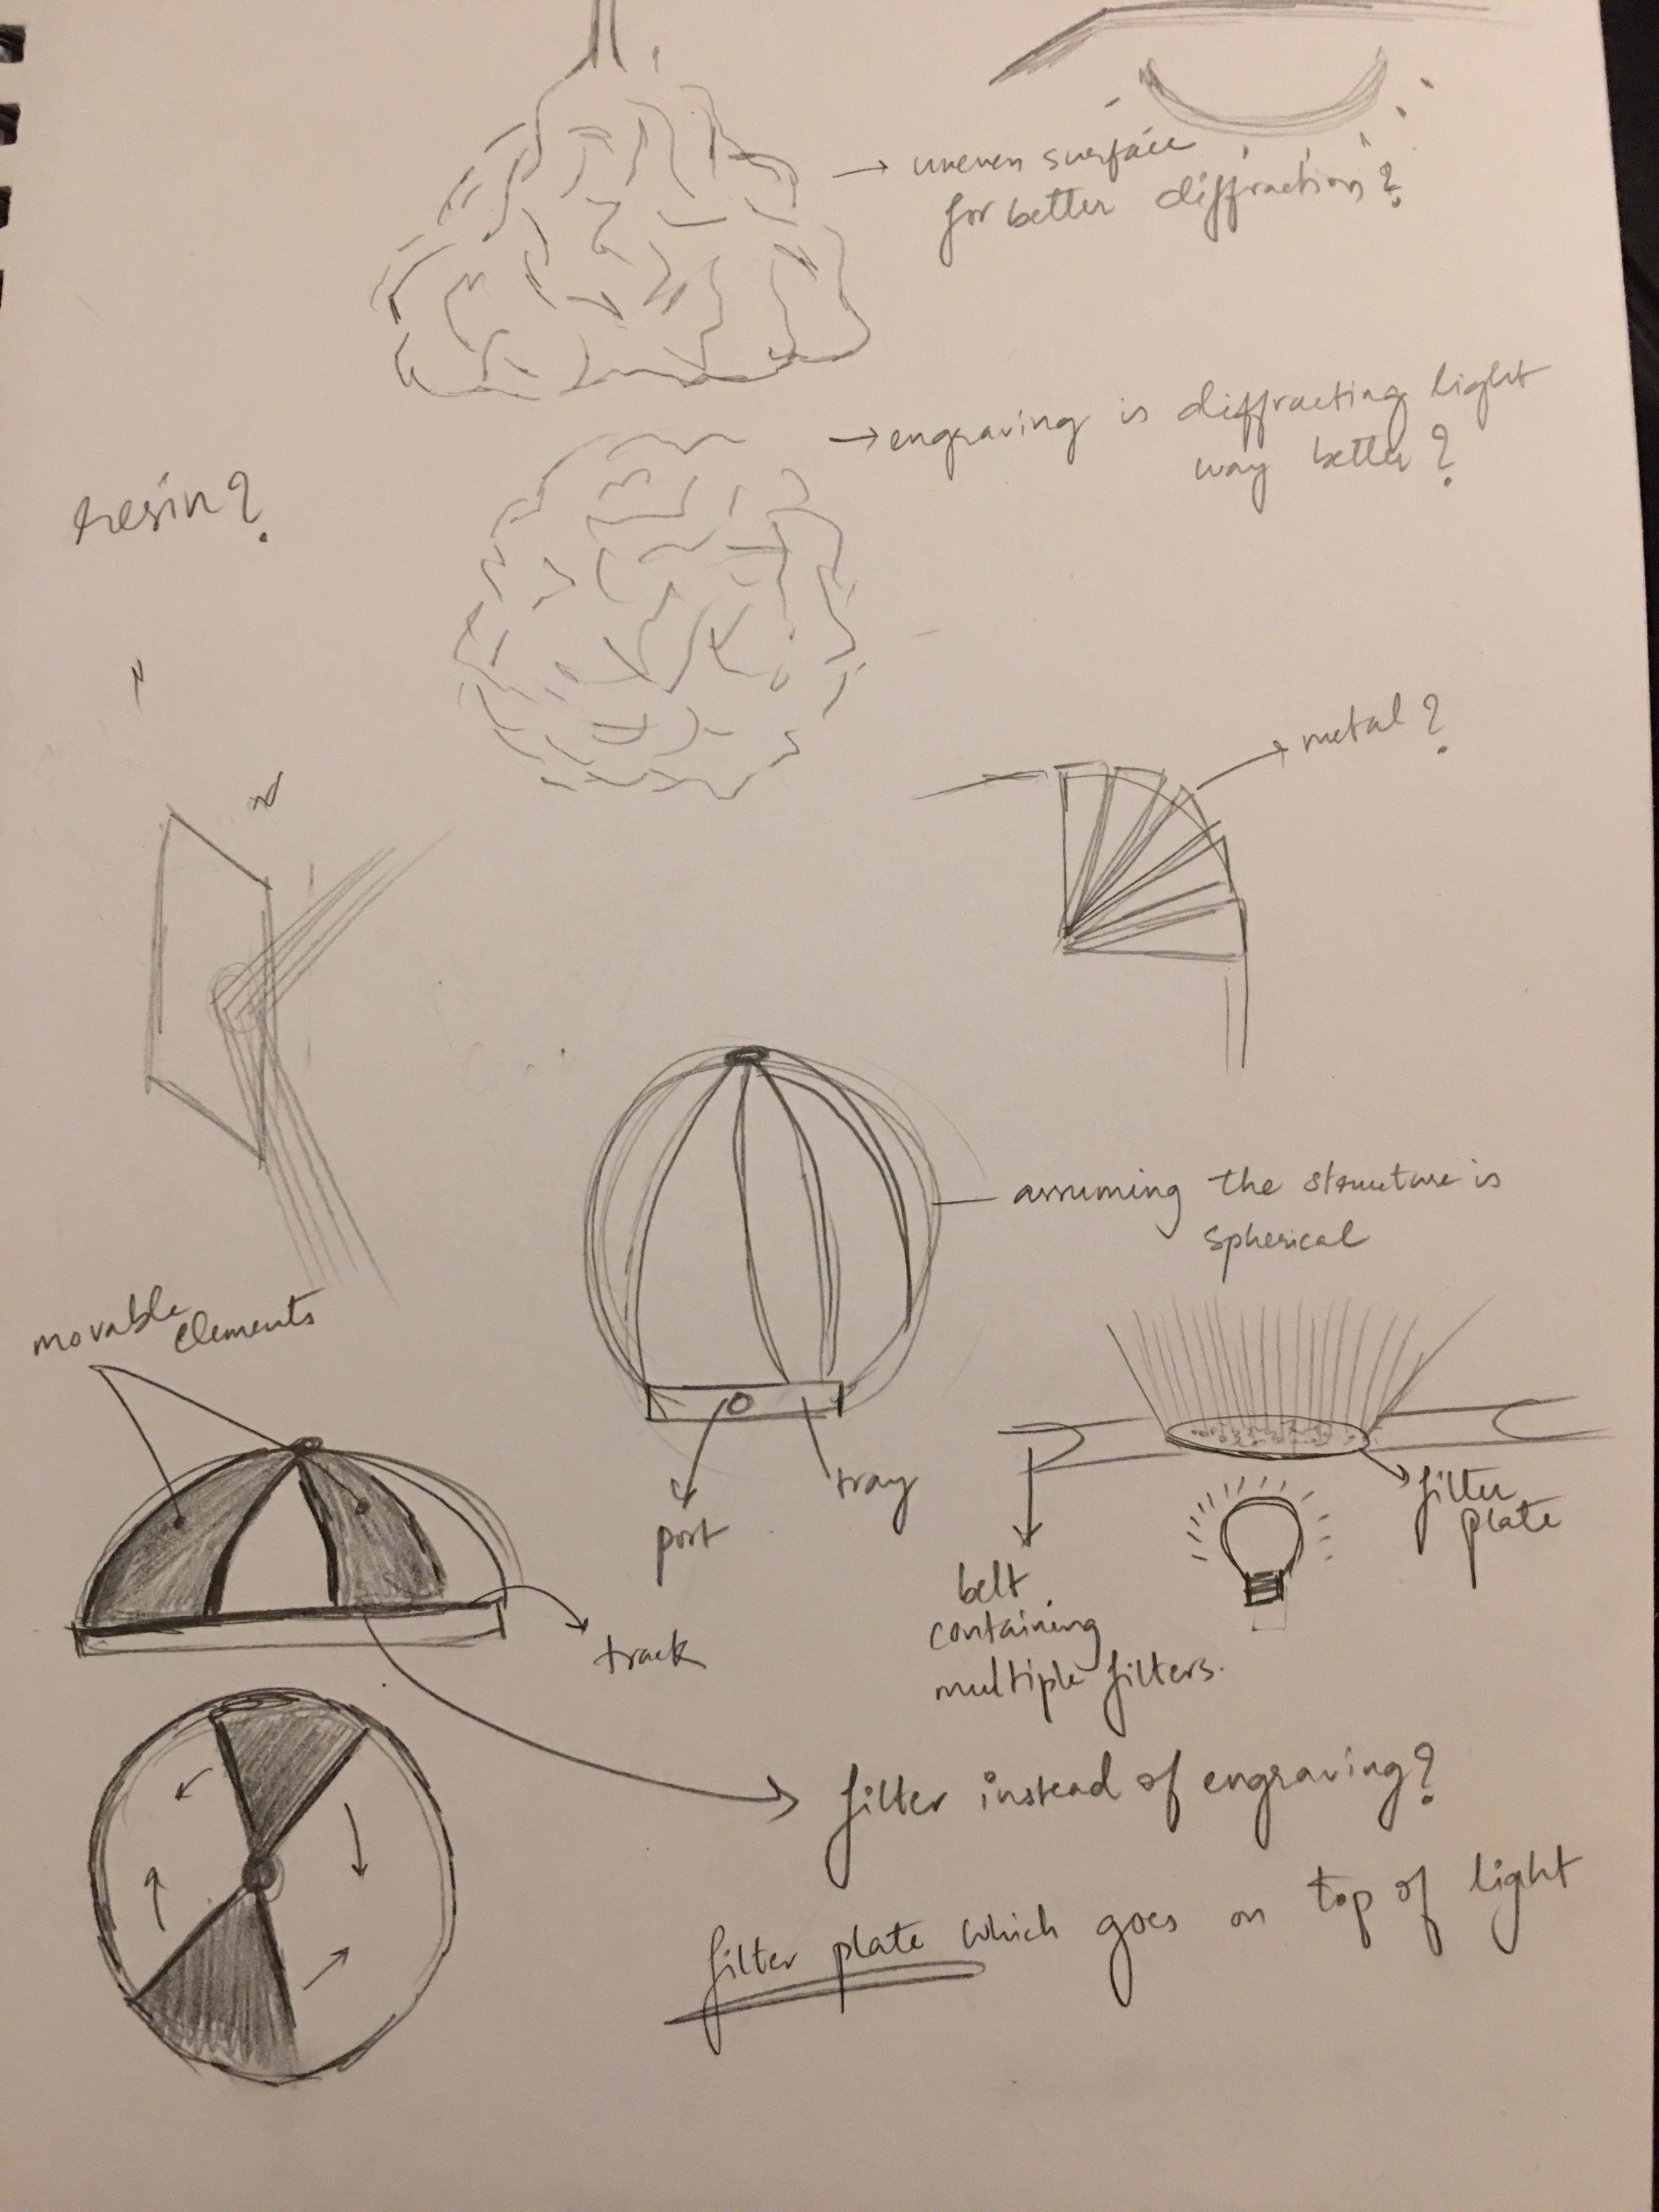 uneven surface
for better diffraction?
engraving is diffracting light
way better?
resin?
metal?
assuming the structure is
spherical
movable
elements
port
tray
filter
plate
belt
containing
multiple filters.
track
filter instead of engraving?
filter plate which goes on top of light